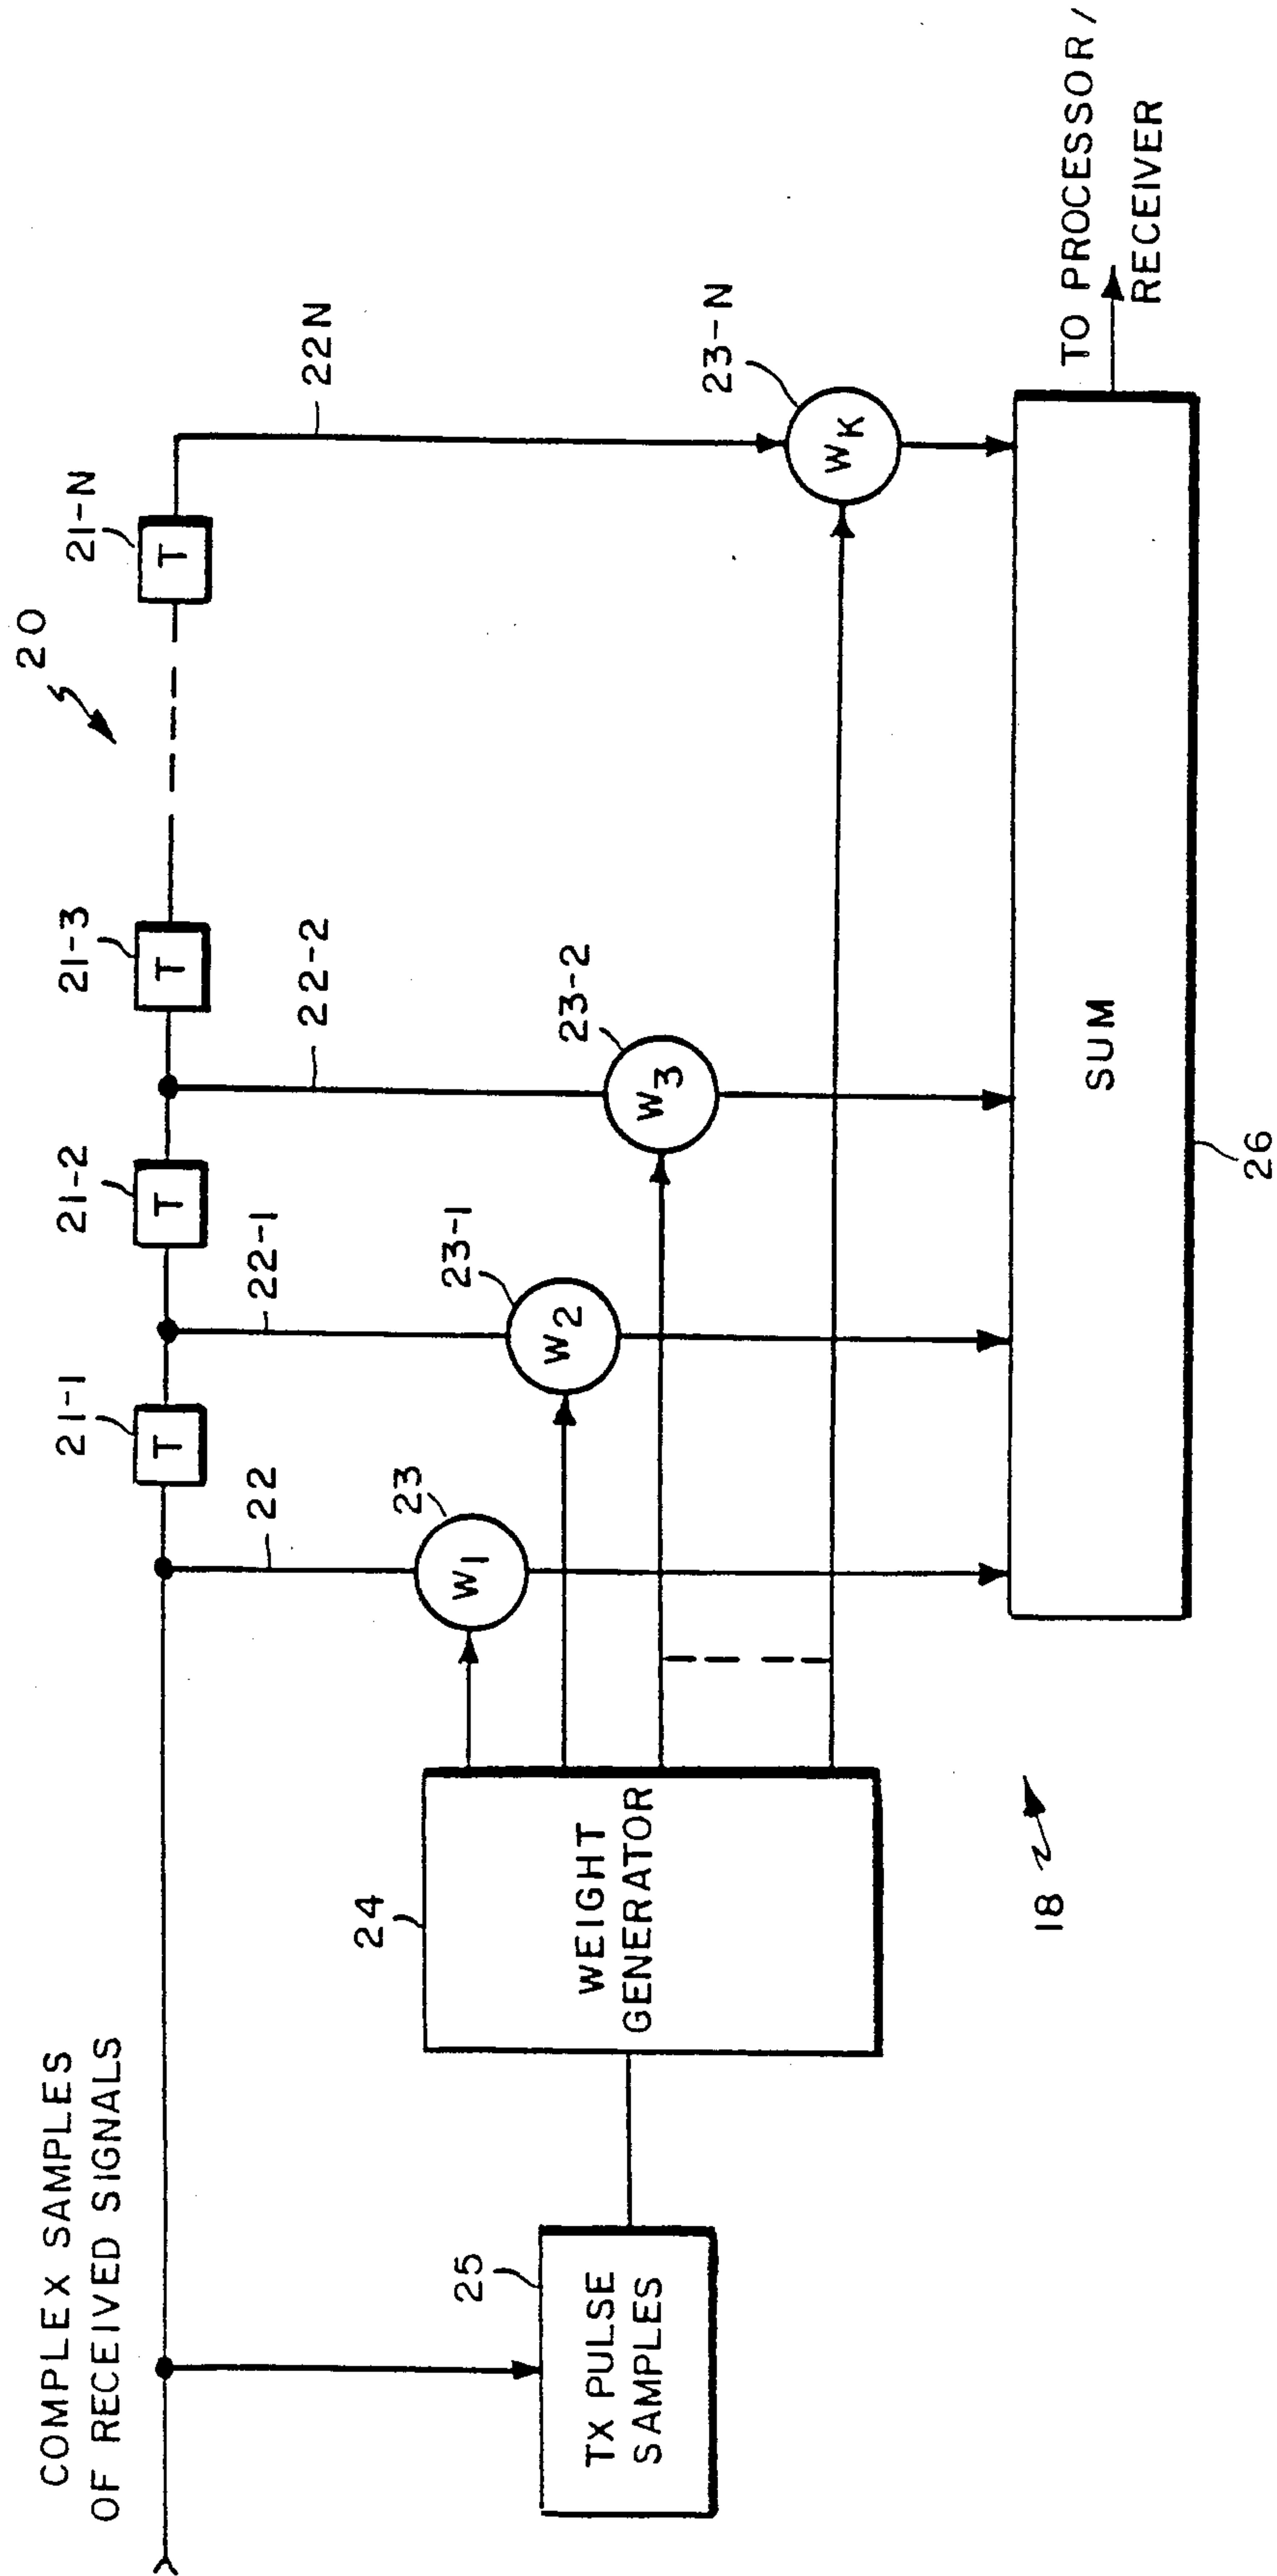 COMPLEX SAMPLES
OF RECEIVED SIGNALS
20
21-1
21-2
21-3
21-N
T
T
T
T
22
22-1
22-2
22N
23
23-1
23-2
23-N
W1
W2
W3
WK
24
WEIGHT
GENERATOR
25
TX PULSE
SAMPLES
18
SUM
26
TO PROCESSOR/
RECEIVER